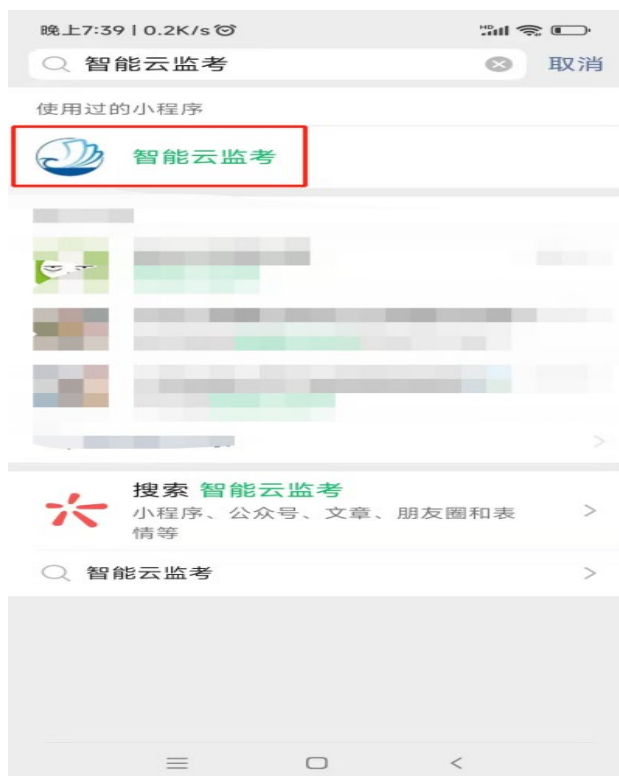 晚上7:39 | 0.2K/s
HD
智能云监考
取消
使用过的小程序
智能云监考
搜索 智能云监考
小程序、公众号、文章、朋友圈和表
情等
智能云监考